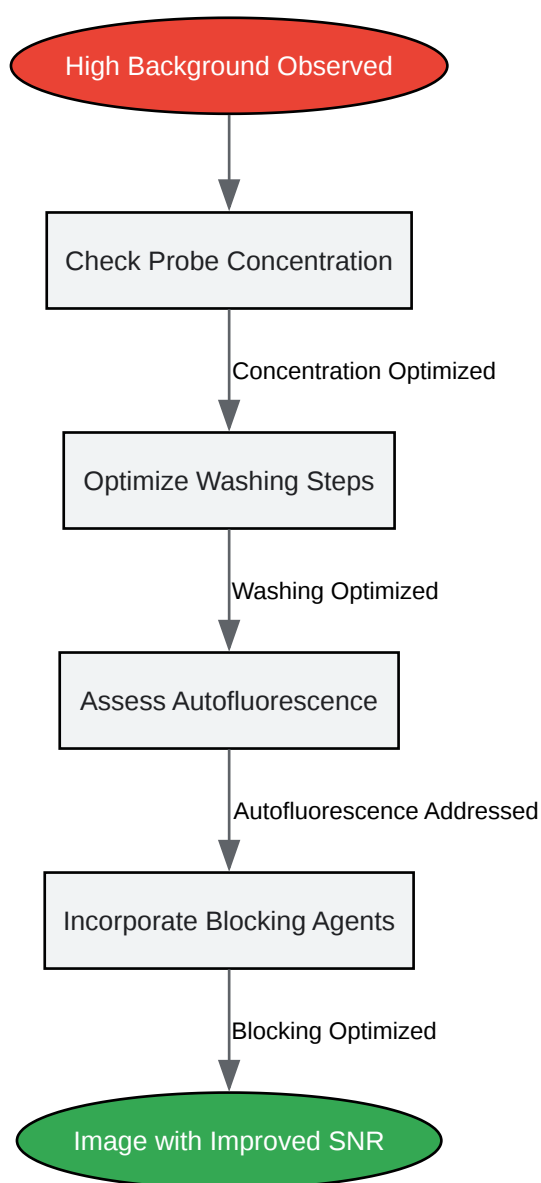 High Background Observed
Check Probe Concentration
Concentration Optimized
Optimize Washing Steps
Washing Optimized
Assess Autofluorescence
Autofluorescence Addressed
Incorporate Blocking Agents
Blocking Optimized
Image with Improved SNR